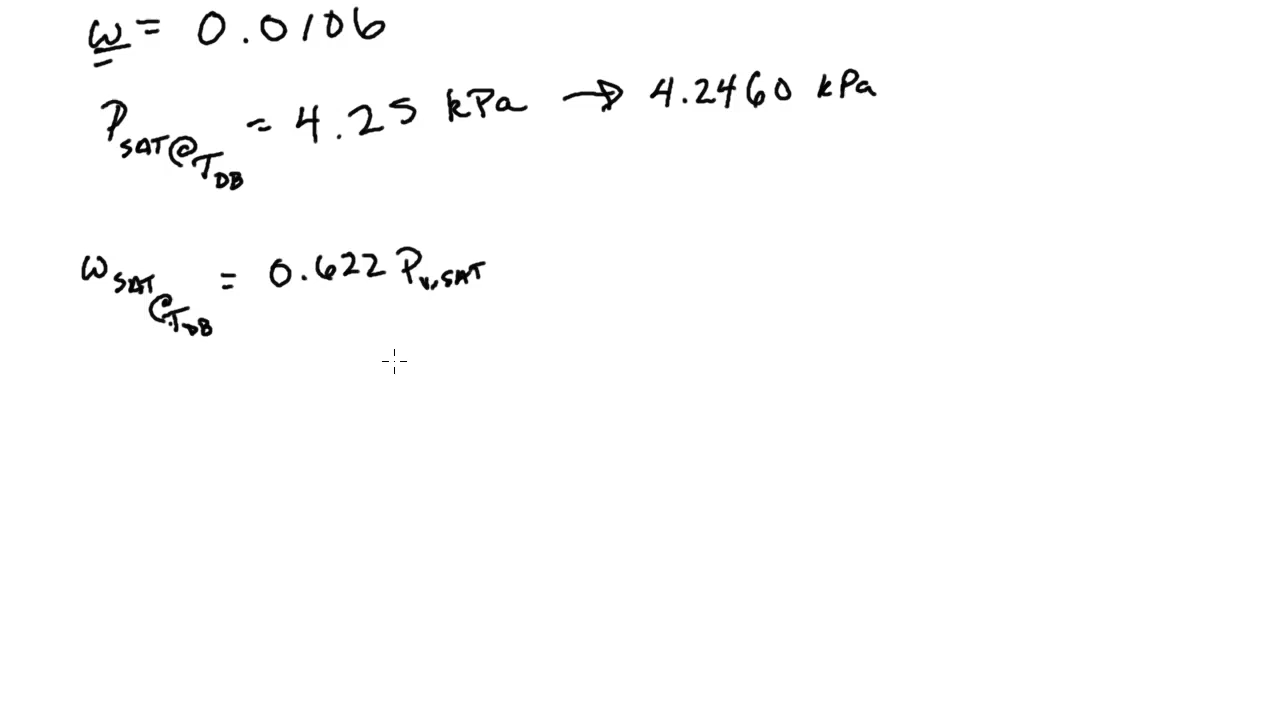 ω = 0.0106
P_SAT@T_DB = 4.25 kPa → 4.2460 kPa
ω_SAT@T_DB = 0.622 P_v,SAT